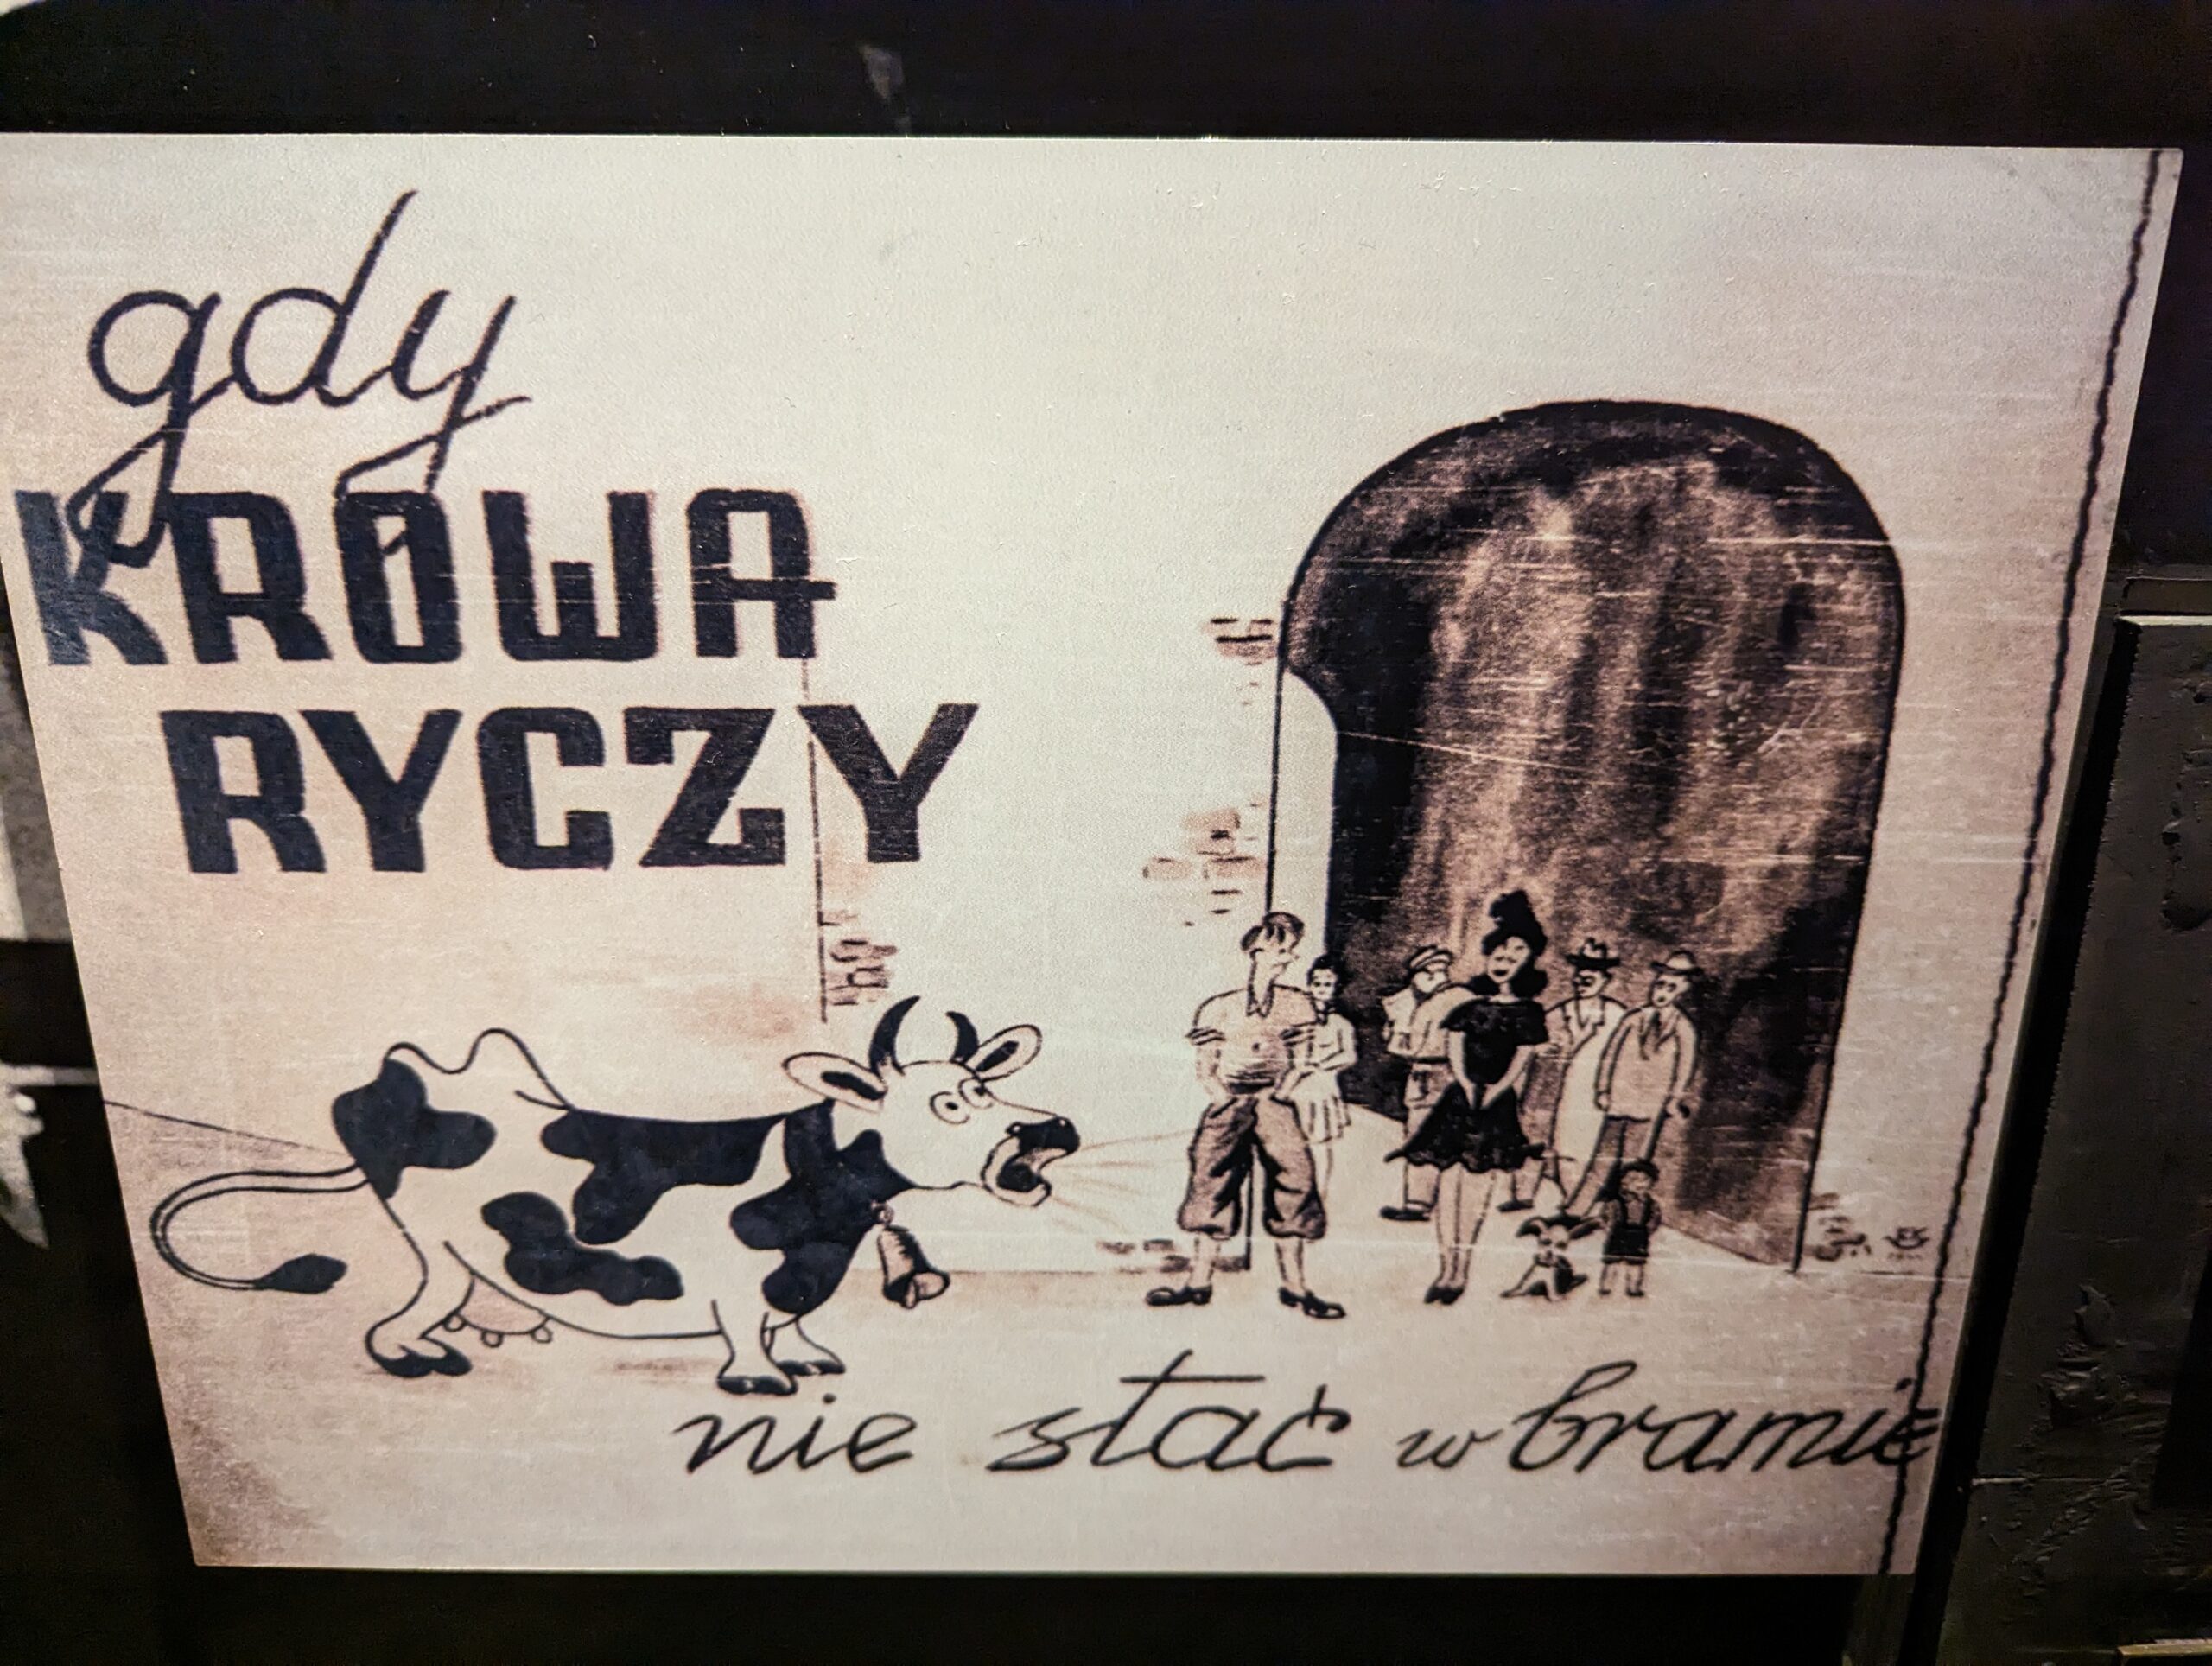 gdy
KROWA
RYCZY
nie stać w bramie